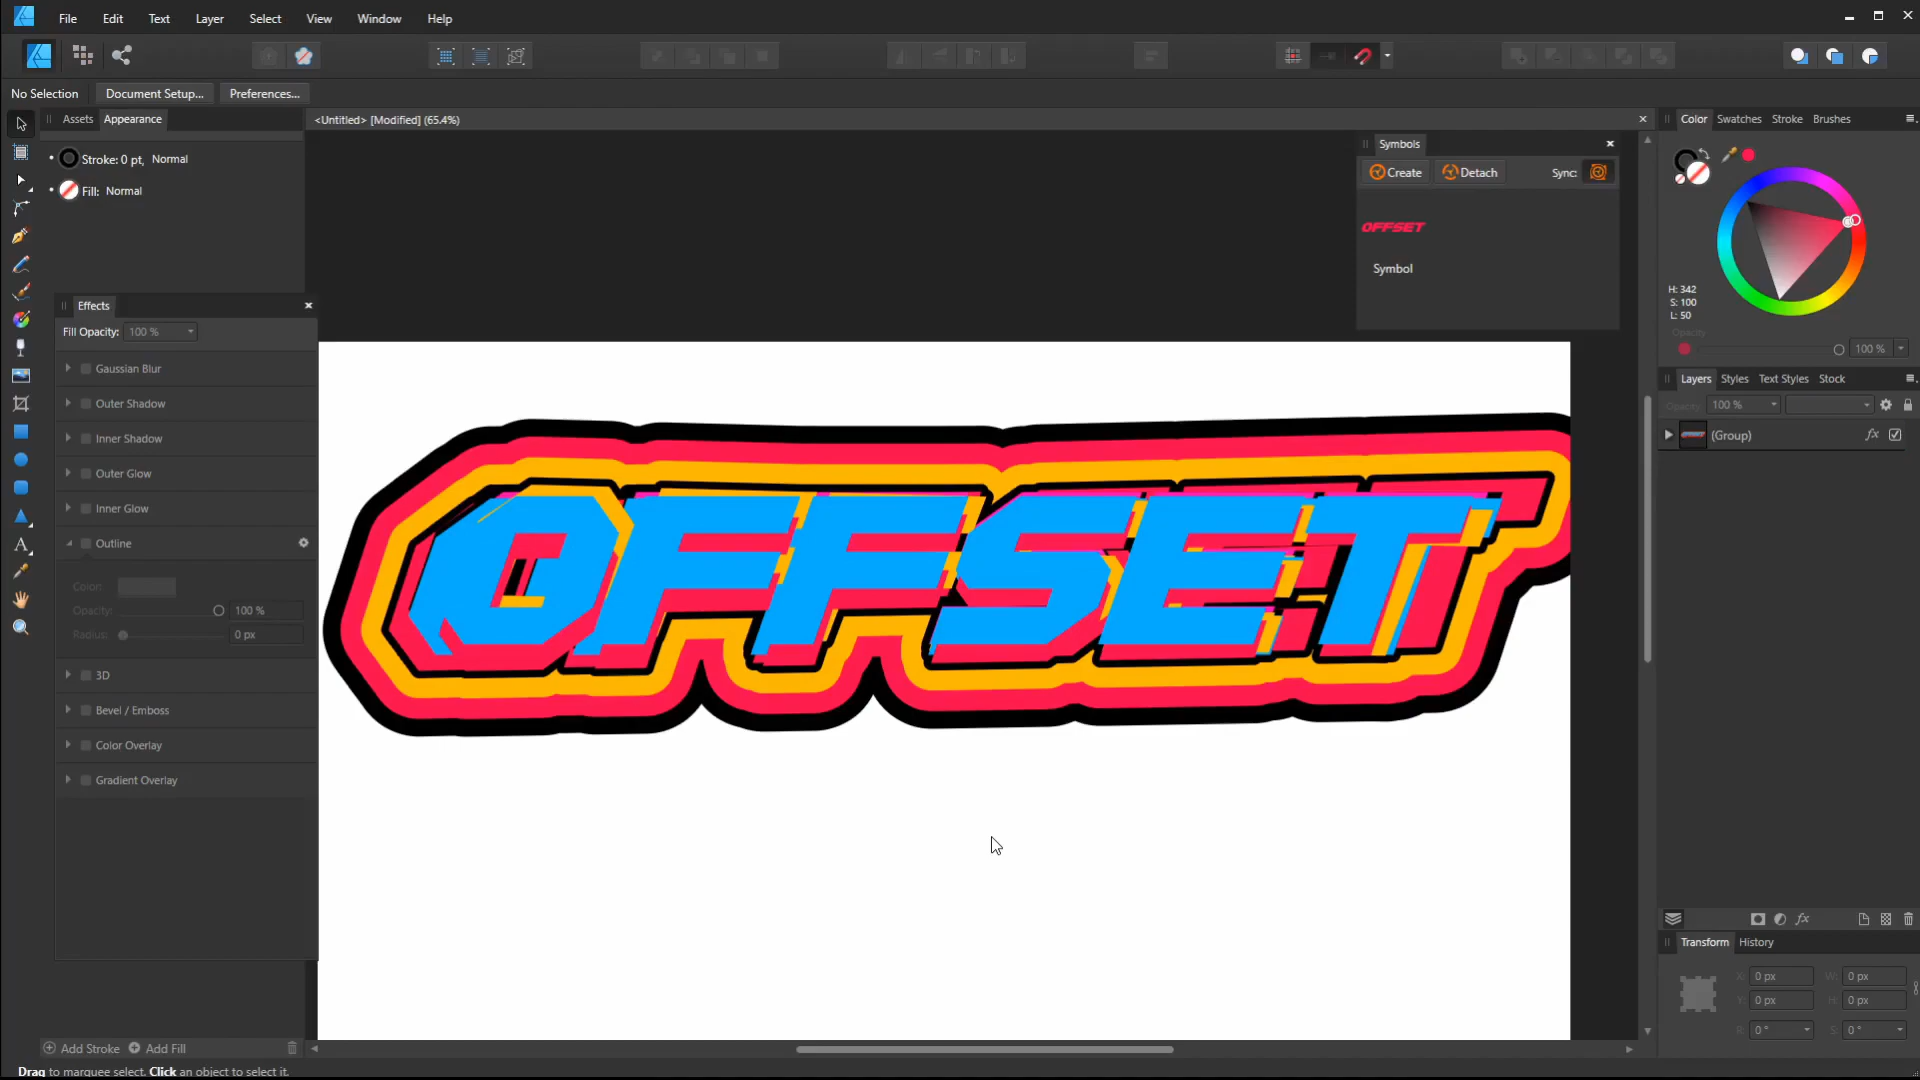 File Edit Text Layer Select View Window Help
No Selection Document Setup... Preferences...
Assets Appearance
<Untitled> [Modified] (65.4%)
Color Swatches Stroke Brushes
Stroke: 0 pt, Normal
Fill: Normal
Symbols
Create Detach Sync:
OFFSET
Symbol
H: 342
S: 100
L: 50
Opacity
100 %
Effects
Fill Opacity: 100 %
Gaussian Blur
Outer Shadow
Inner Shadow
Outer Glow
Inner Glow
Outline
Color:
Opacity: 100 %
Radius: 0 px
3D
Bevel / Emboss
Color Overlay
Gradient Overlay
OFFSET
Layers Styles Text Styles Stock
Opacity 100 %
(Group) fx
fx
Transform History
X: 0 px W: 0 px
Y: 0 px H: 0 px
R: 0 ° S: 0 °
Add Stroke Add Fill
Drag to marquee select. Click an object to select it.